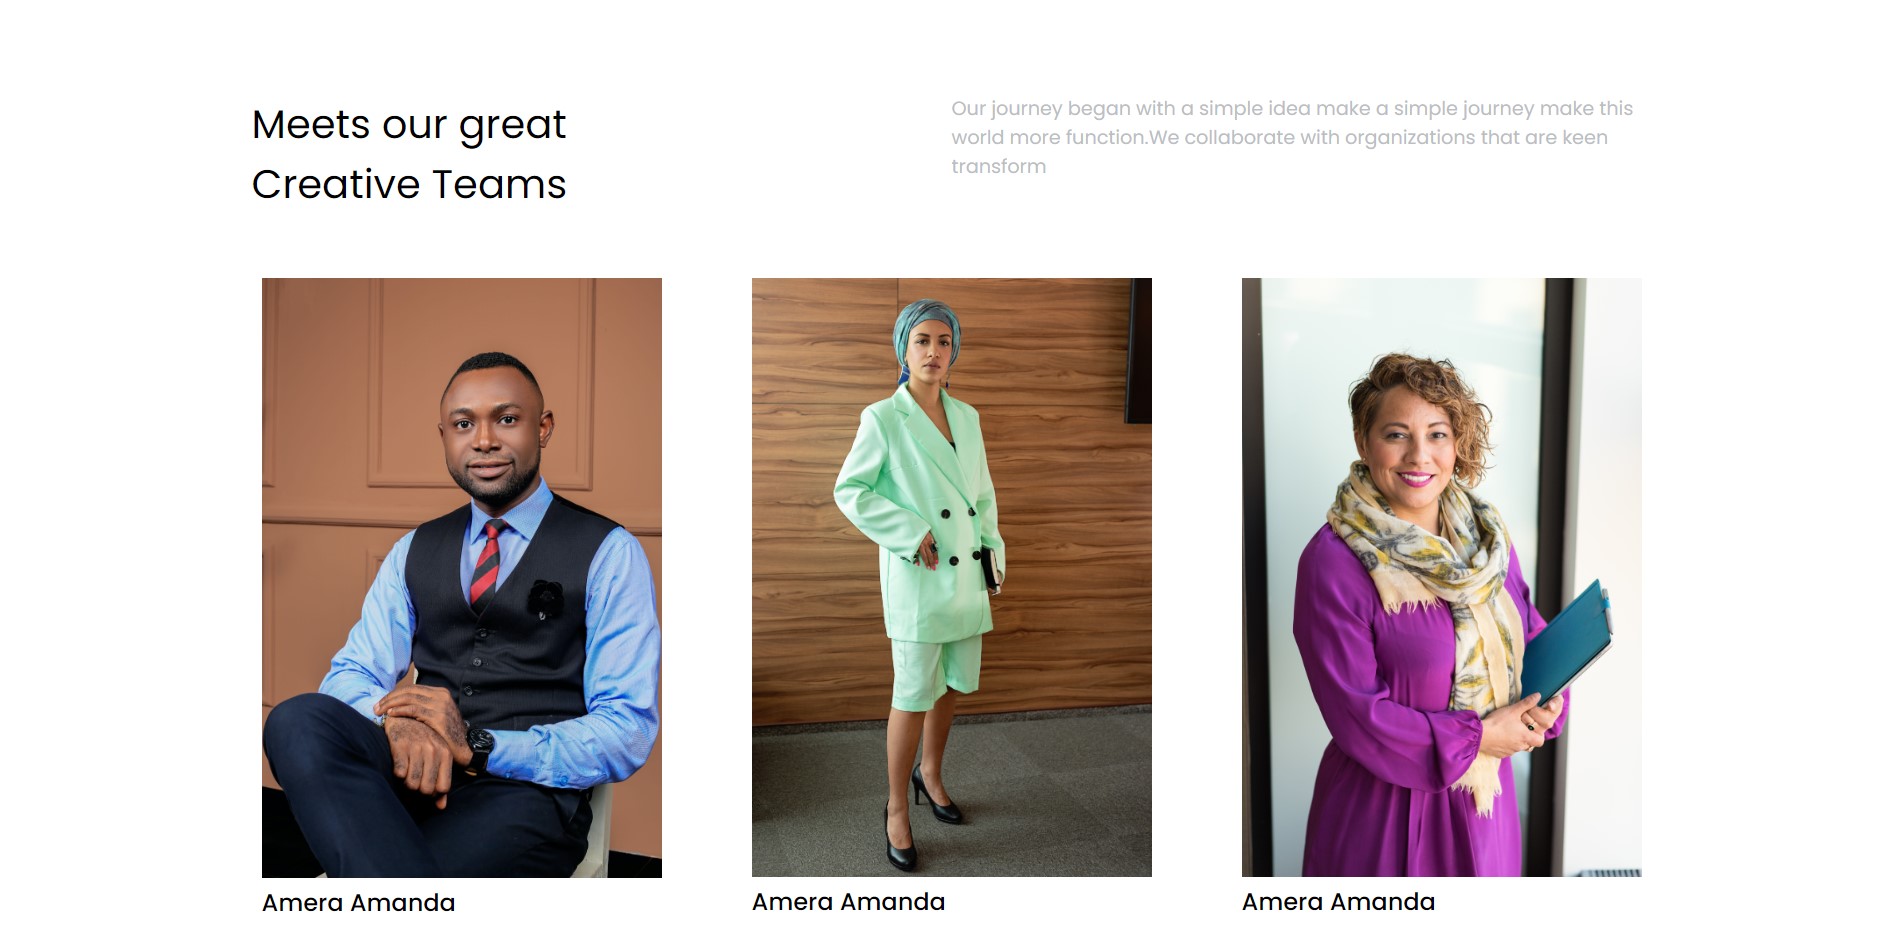 Meets our great
Creative Teams
Our journey began with a simple idea make a simple journey make this
world more function.We collaborate with organizations that are keen
transform
Amera Amanda
Amera Amanda
Amera Amanda